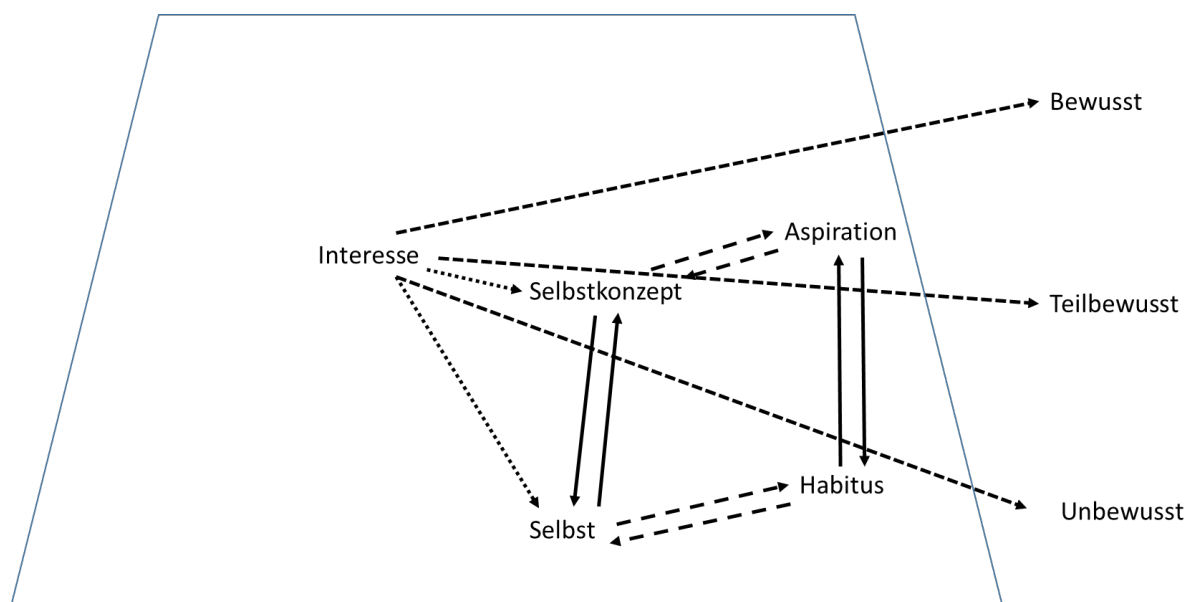 Bewusst
Aspiration
Interesse
Selbstkonzept
Teilbewusst
Habitus
Unbewusst
Selbst